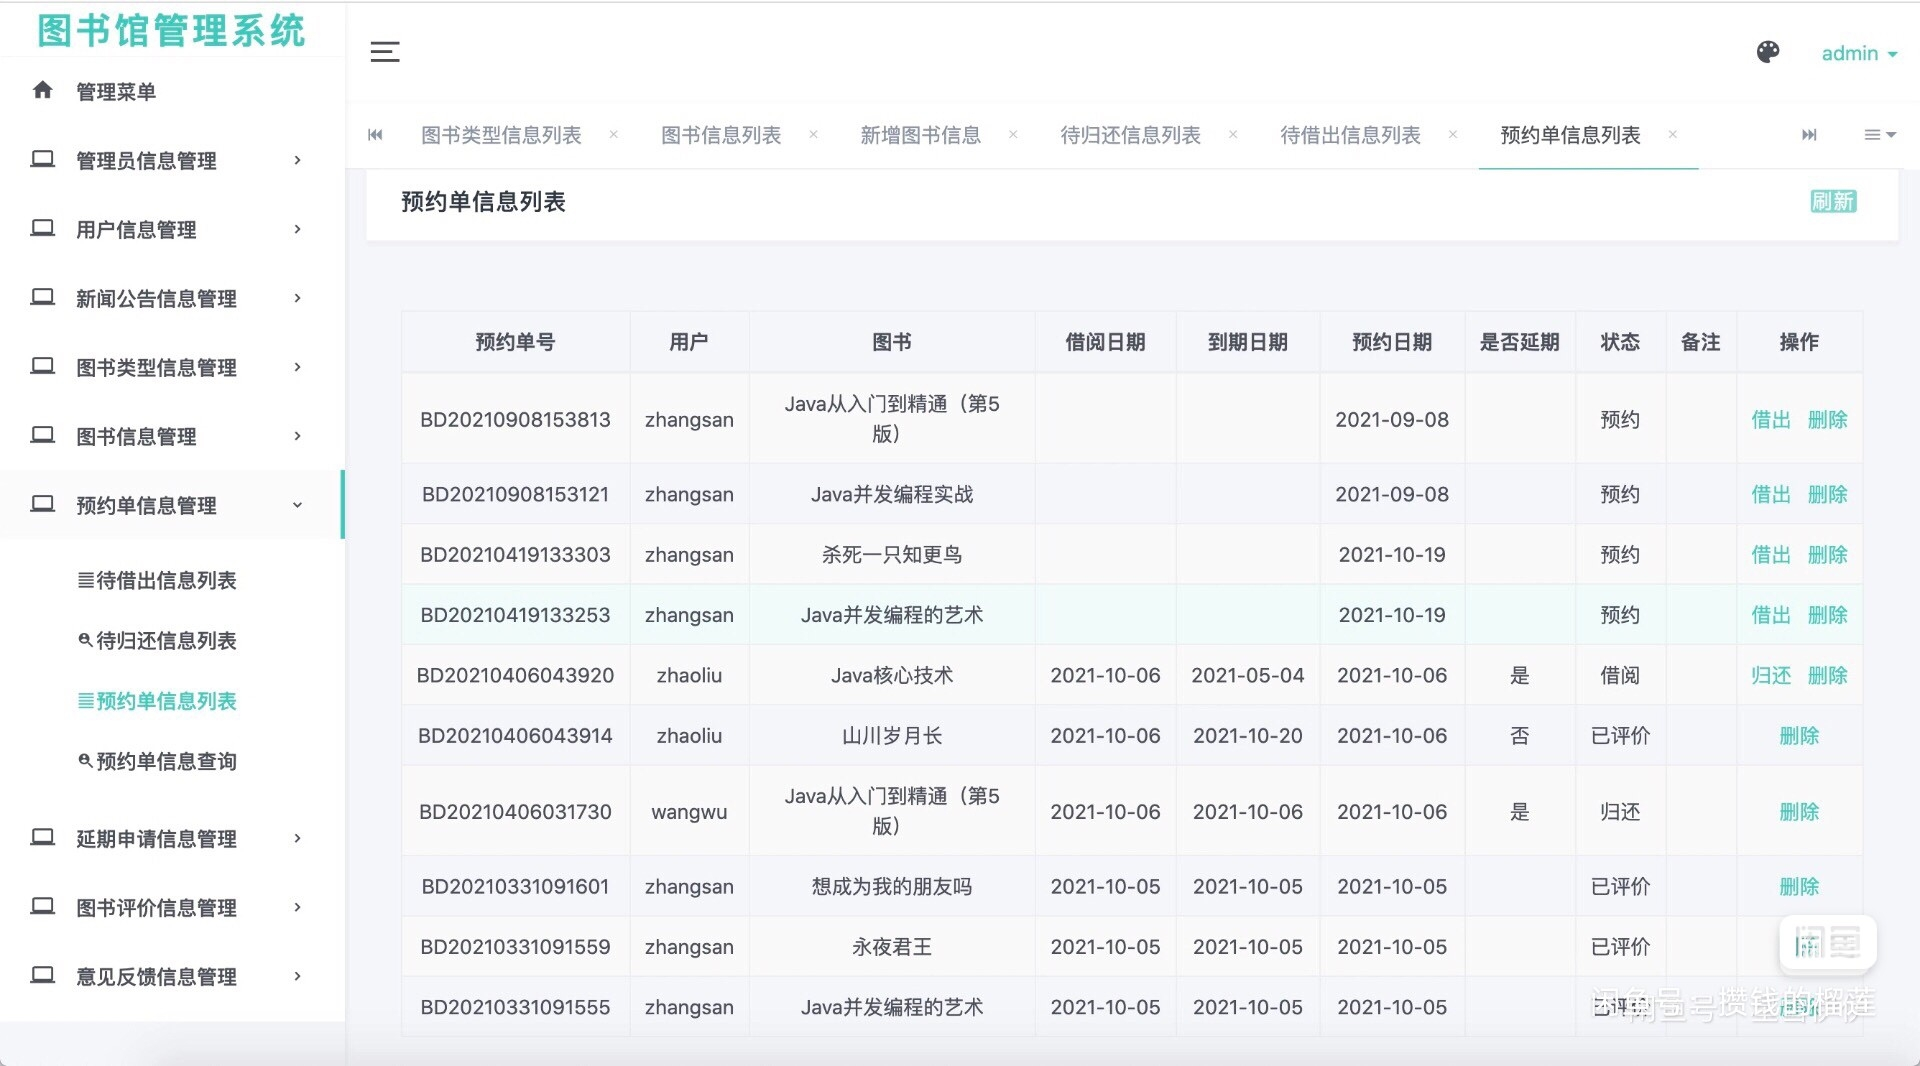 图书馆管理系统
admin
管理菜单
管理员信息管理
用户信息管理
新闻公告信息管理
图书类型信息管理
图书信息管理
预约单信息管理
待借出信息列表
待归还信息列表
预约单信息列表
预约单信息查询
延期申请信息管理
图书评价信息管理
意见反馈信息管理
图书类型信息列表 图书信息列表 新增图书信息 待归还信息列表 待借出信息列表 预约单信息列表
预约单信息列表 刷新
预约单号 用户 图书 借阅日期 到期日期 预约日期 是否延期 状态 备注 操作
BD20210908153813 zhangsan Java从入门到精通（第5
版） 2021-09-08 预约 借出 删除
BD20210908153121 zhangsan Java并发编程实战 2021-09-08 预约 借出 删除
BD20210419133303 zhangsan 杀死一只知更鸟 2021-10-19 预约 借出 删除
BD20210419133253 zhangsan Java并发编程的艺术 2021-10-19 预约 借出 删除
BD20210406043920 zhaoliu Java核心技术 2021-10-06 2021-05-04 2021-10-06 是 借阅 归还 删除
BD20210406043914 zhaoliu 山川岁月长 2021-10-06 2021-10-20 2021-10-06 否 已评价 删除
BD20210406031730 wangwu Java从入门到精通（第5
版） 2021-10-06 2021-10-06 2021-10-06 是 归还 删除
BD20210331091601 zhangsan 想成为我的朋友吗 2021-10-05 2021-10-05 2021-10-05 已评价 删除
BD20210331091559 zhangsan 永夜君王 2021-10-05 2021-10-05 2021-10-05 已评价
BD20210331091555 zhangsan Java并发编程的艺术 2021-10-05 2021-10-05 2021-10-05